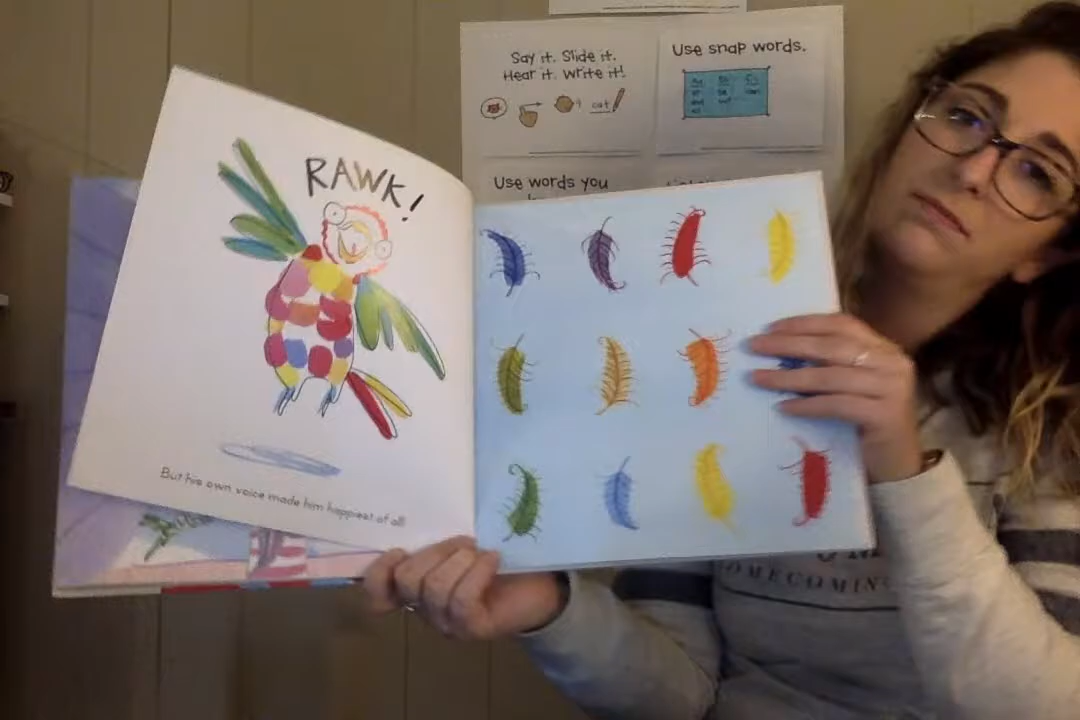 Say it. Slide it.
Hear it. Write it!
cat
Use snap words.
Use words you
RAWK!
But his own voice made him happiest of all!
OMECOMIN